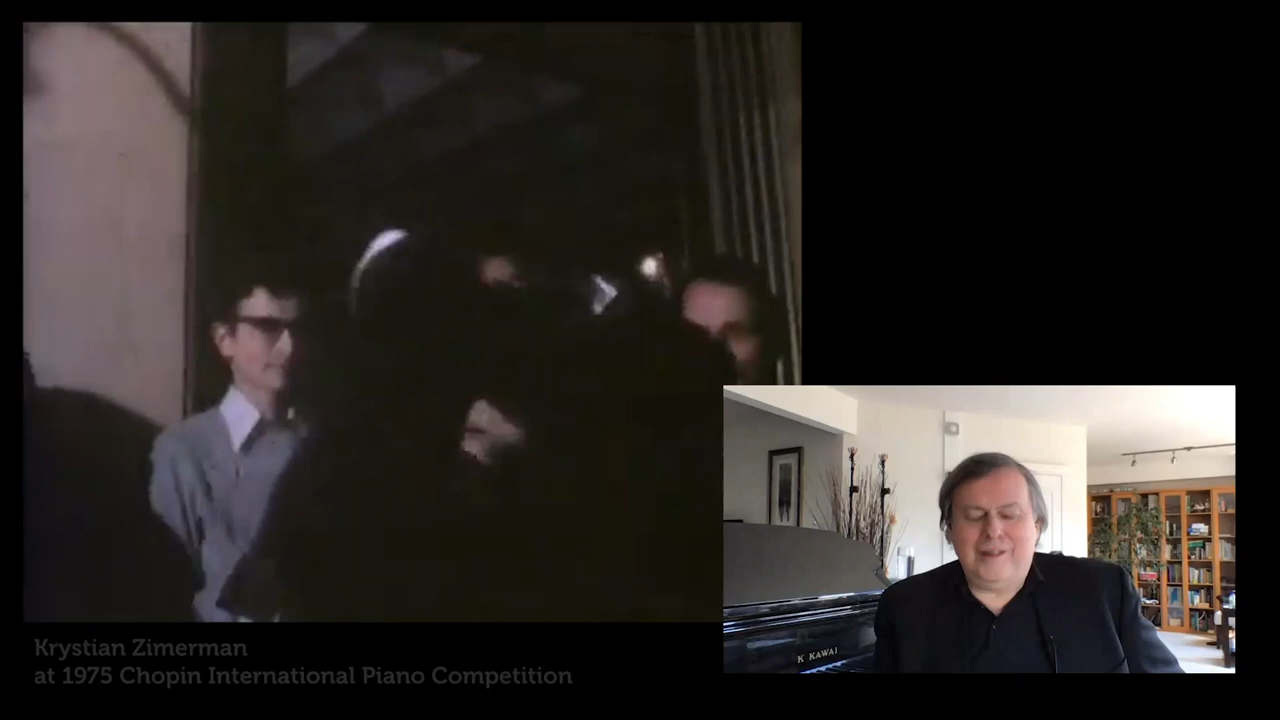 Krystian Zimerman
at 1975 Chopin International Piano Competition
K KAWAI